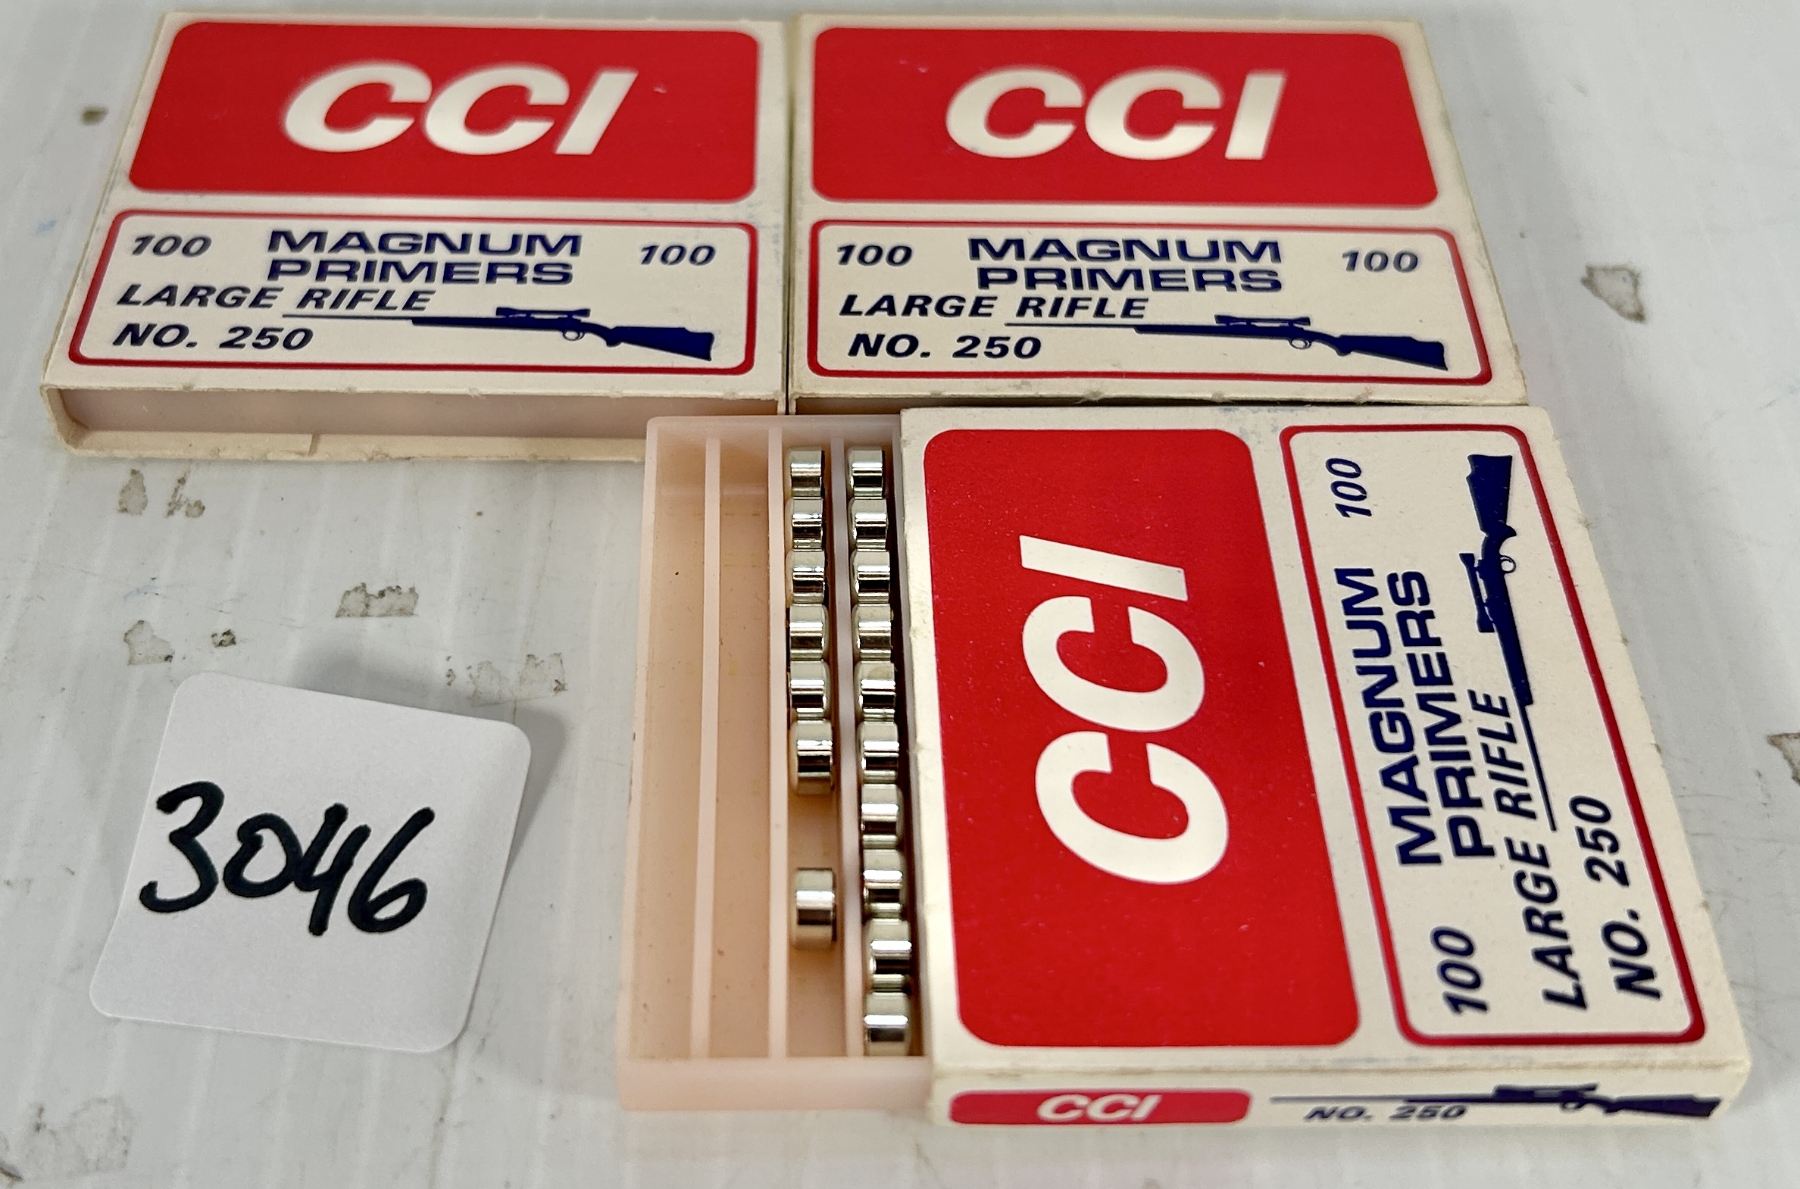 CCI
100 MAGNUM 100
PRIMERS
LARGE RIFLE
NO. 250
CCI
100 MAGNUM 100
PRIMERS
LARGE RIFLE
NO. 250
CCI
100 MAGNUM 100
PRIMERS
LARGE RIFLE
NO. 250
CCI NO. 250
3046